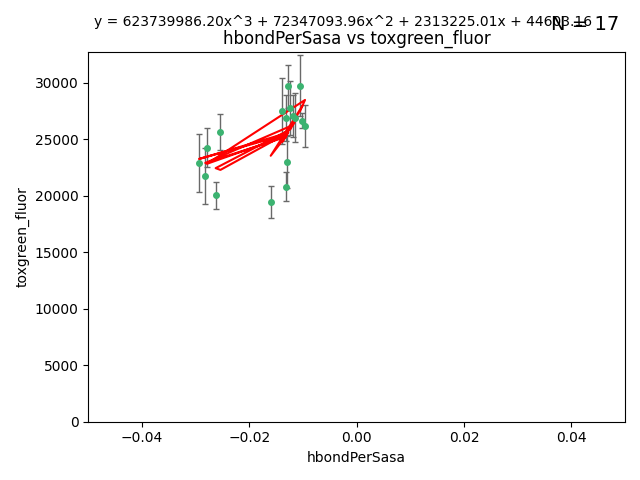 y = 623739986.20x^3 + 72347093.96x^2 + 2313225.01x + 44603.16
N = 17
hbondPerSasa vs toxgreen_fluor
30000
25000
20000
15000
10000
5000
0
toxgreen_fluor
−0.04 −0.02 0.00 0.02 0.04
hbondPerSasa